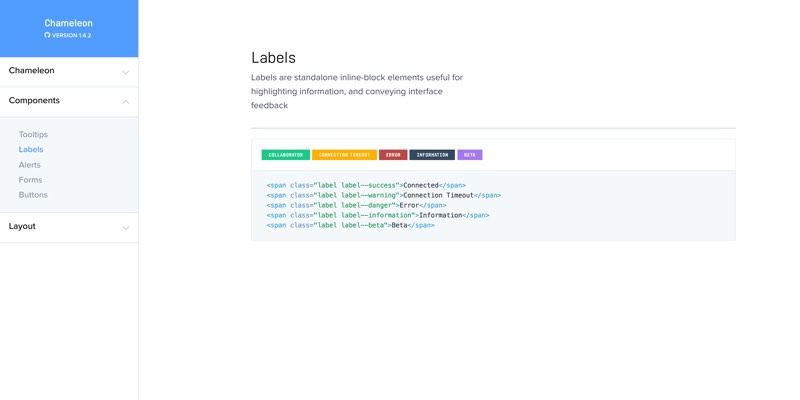 Chameleon
VERSION 1.4.2
Chameleon
Components
Tooltips
Labels
Alerts
Forms
Buttons
Layout
Labels
Labels are standalone inline-block elements useful for
highlighting information, and conveying interface
feedback
COLLABORATOR CONNECTION TIMEOUT ERROR INFORMATION BETA
<span class="label label--success">Connected</span>
<span class="label label--warning">Connection Timeout</span>
<span class="label label--danger">Error</span>
<span class="label label--information">Information</span>
<span class="label label--beta">Beta</span>